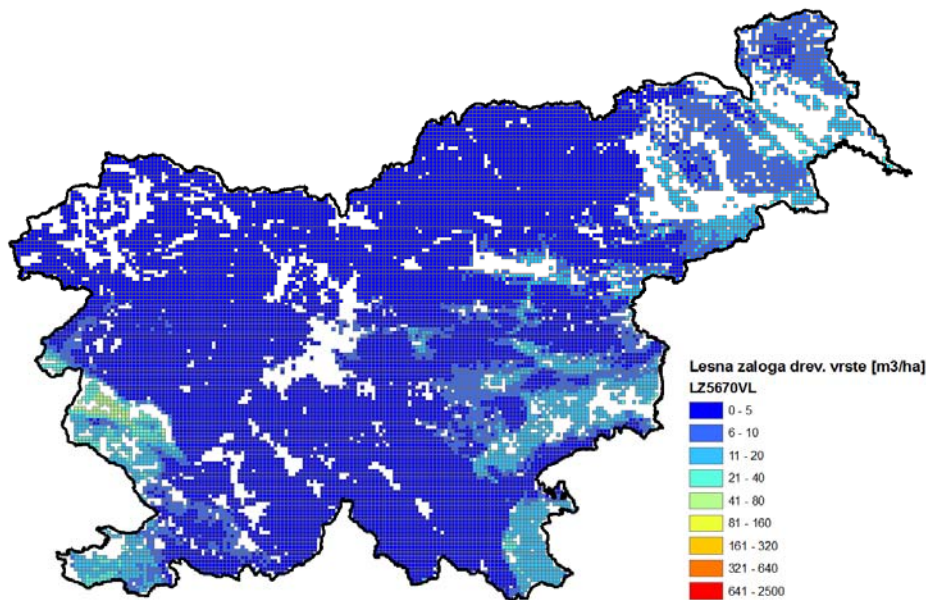 Lesna zaloga drev. vrste [m3/ha]
LZ5670VL
0 - 5
6 - 10
11 - 20
21 - 40
41 - 80
81 - 160
161 - 320
321 - 640
641 - 2500